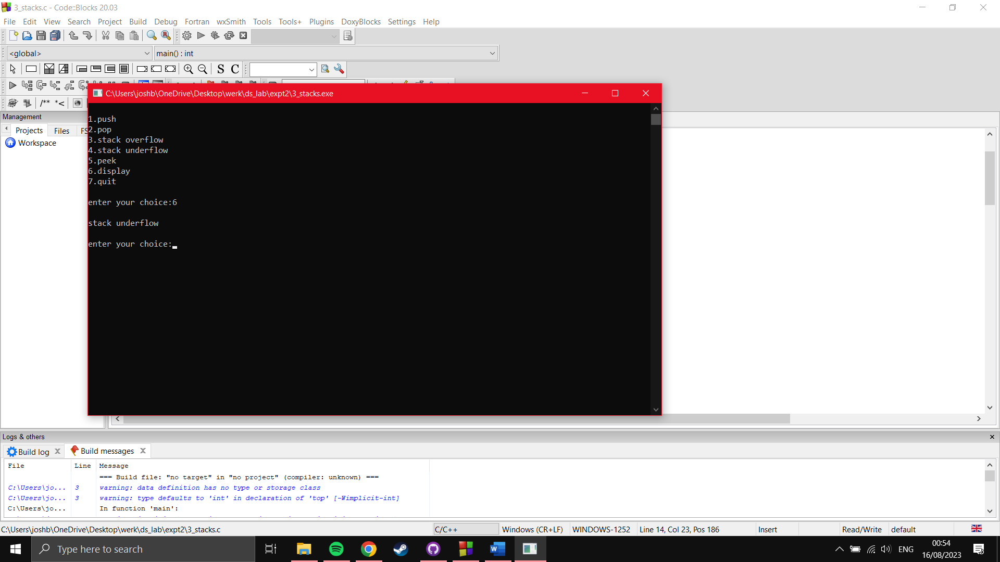 3_stacks.c - Code::Blocks 20.03
File Edit View Search Project Build Debug Fortran wxSmith Tools Tools+ Plugins DoxyBlocks Settings Help
<global> main() : int
S C
/** *<
C:\Users\joshb\OneDrive\Desktop\werk\ds_lab\expt2\3_stacks.exe
1.push
2.pop
3.stack overflow
4.stack underflow
5.peek
6.display
7.quit
enter your choice:6
stack underflow
enter your choice:
Management
Projects Files FS
Workspace
Logs & others
Build log Build messages
File Line Message
=== Build file: "no target" in "no project" (compiler: unknown) ===
C:\Users\jo... 3 warning: data definition has no type or storage class
C:\Users\jo... 3 warning: type defaults to 'int' in declaration of 'top' [-Wimplicit-int]
C:\Users\jo... In function 'main':
C:\Users\joshb\OneDrive\Desktop\werk\ds_lab\expt2\3_stacks.c C/C++ Windows (CR+LF) WINDOWS-1252 Line 14, Col 23, Pos 186 Insert Read/Write default
Type here to search
ENG
00:54
16/08/2023